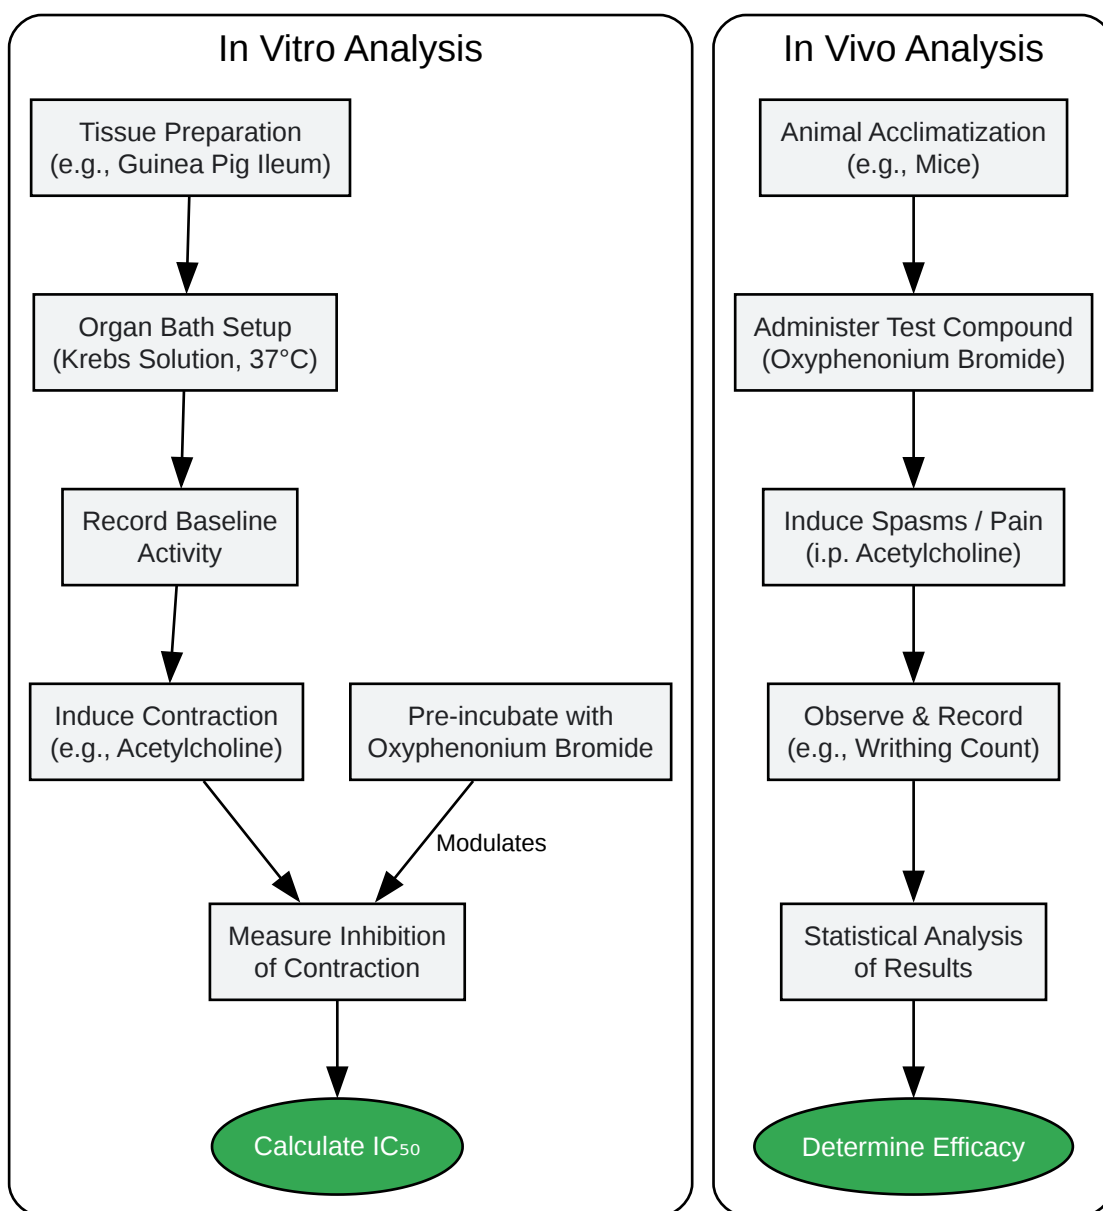 In Vitro Analysis
Tissue Preparation
(e.g., Guinea Pig Ileum)
Organ Bath Setup
(Krebs Solution, 37°C)
Record Baseline
Activity
Induce Contraction
(e.g., Acetylcholine)
Pre-incubate with
Oxyphenonium Bromide
Modulates
Measure Inhibition
of Contraction
Calculate IC₅₀
In Vivo Analysis
Animal Acclimatization
(e.g., Mice)
Administer Test Compound
(Oxyphenonium Bromide)
Induce Spasms / Pain
(i.p. Acetylcholine)
Observe & Record
(e.g., Writhing Count)
Statistical Analysis
of Results
Determine Efficacy